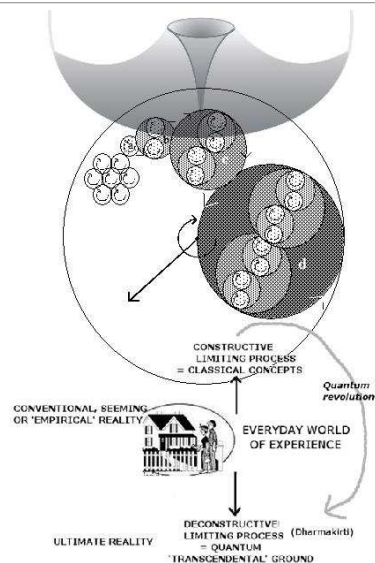 d
CONSTRUCTIVE
LIMITING PROCESS
= CLASSICAL CONCEPTS
Quantum
revolution
CONVENTIONAL, SEEMING
OR 'EMPIRICAL' REALITY
EVERYDAY WORLD
OF EXPERIENCE
DECONSTRUCTIVE
LIMITING PROCESS
(Dharmakirti)
= QUANTUM
'TRANSCENDENTAL' GROUND
ULTIMATE REALITY